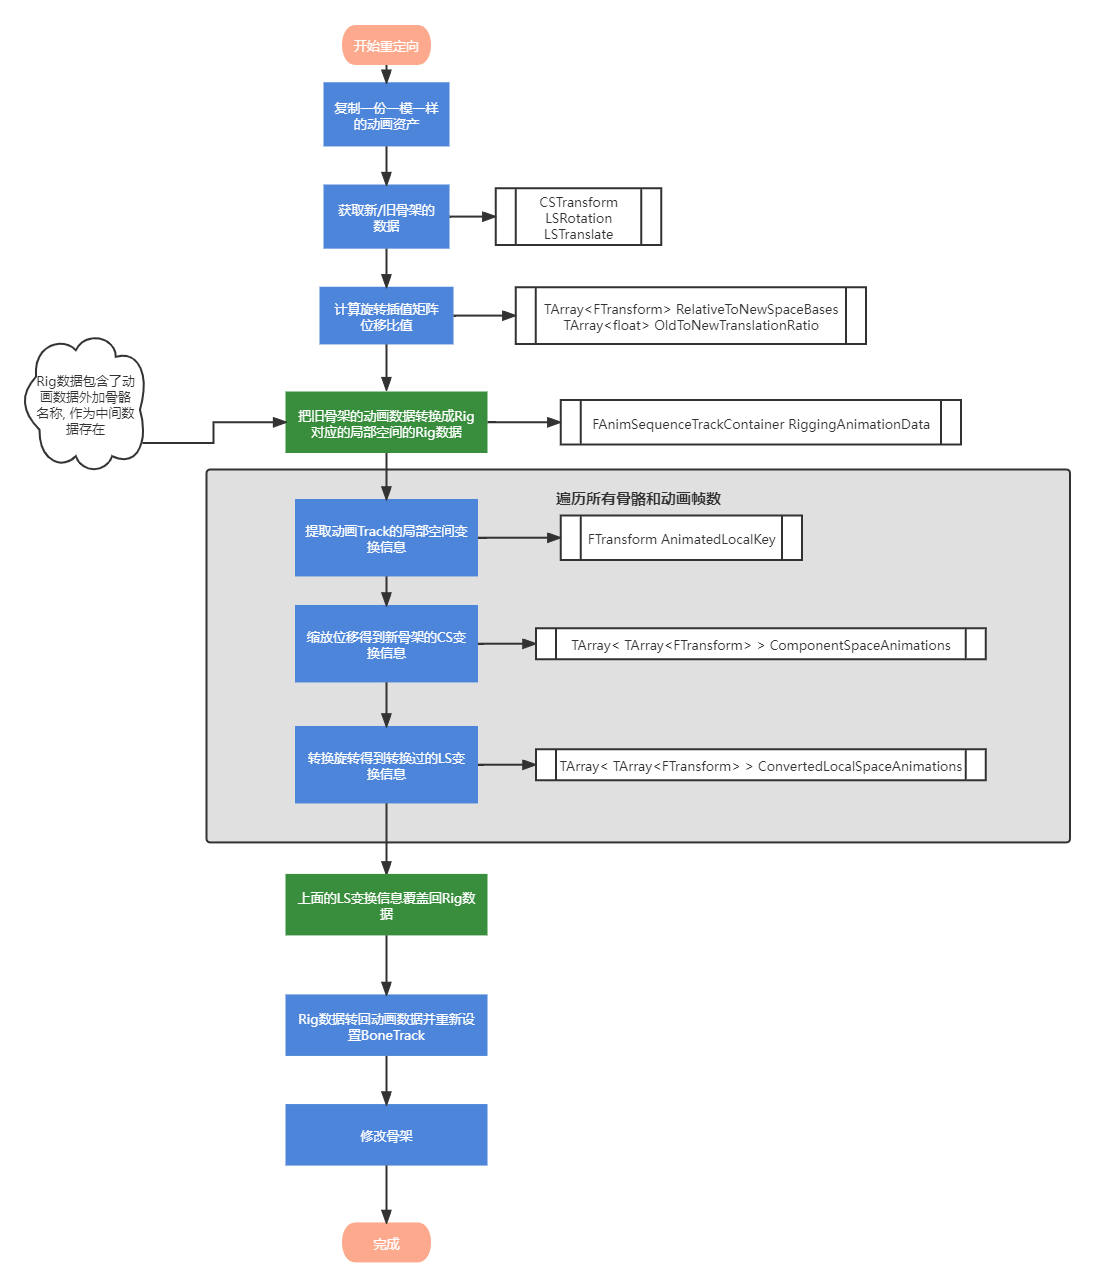 开始重定向
复制一份一模一样
的动画资产
获取新/旧骨架的
数据
CSTransform
LSRotation
LSTranslate
计算旋转插值矩阵
位移比值
TArray<FTransform> RelativeToNewSpaceBases
TArray<float> OldToNewTranslationRatio
Rig数据包含了动
画数据外加骨骼
名称, 作为中间数
据存在
把旧骨架的动画数据转换成Rig
对应的局部空间的Rig数据
FAnimSequenceTrackContainer RiggingAnimationData
遍历所有骨骼和动画帧数
提取动画Track的局部空间变
换信息
FTransform AnimatedLocalKey
缩放位移得到新骨架的CS变
换信息
TArray< TArray<FTransform> > ComponentSpaceAnimations
转换旋转得到转换过的LS变
换信息
TArray< TArray<FTransform> > ConvertedLocalSpaceAnimations
上面的LS变换信息覆盖回Rig数
据
Rig数据转回动画数据并重新设
置BoneTrack
修改骨架
完成